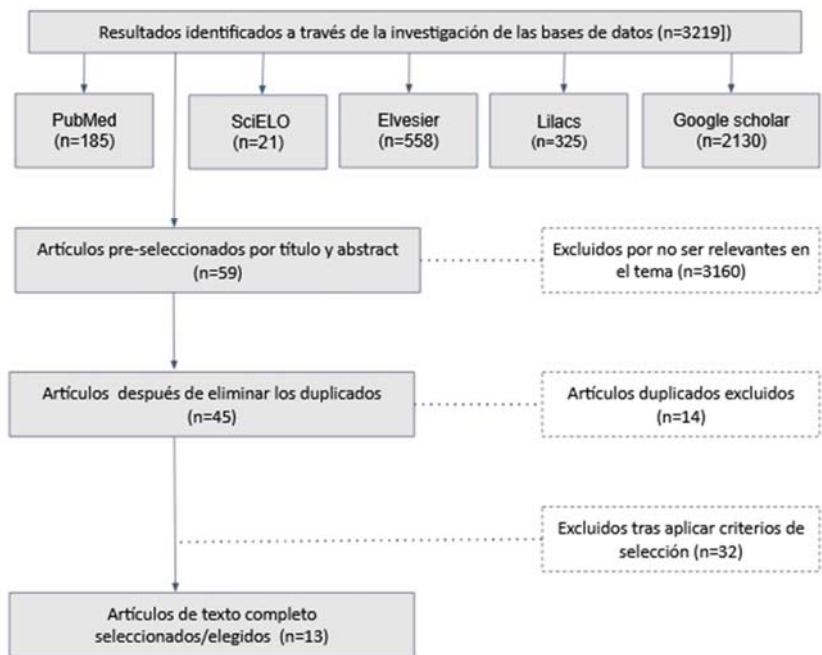 Resultados identificados a través de la investigación de las bases de datos (n=3219])
PubMed
(n=185)
SciELO
(n=21)
Elvesier
(n=558)
Lilacs
(n=325)
Google scholar
(n=2130)
Artículos pre-seleccionados por título y abstract
(n=59)
Excluidos por no ser relevantes en
el tema (n=3160)
Artículos después de eliminar los duplicados
(n=45)
Artículos duplicados excluidos
(n=14)
Excluidos tras aplicar criterios de
selección (n=32)
Artículos de texto completo
seleccionados/elegidos (n=13)